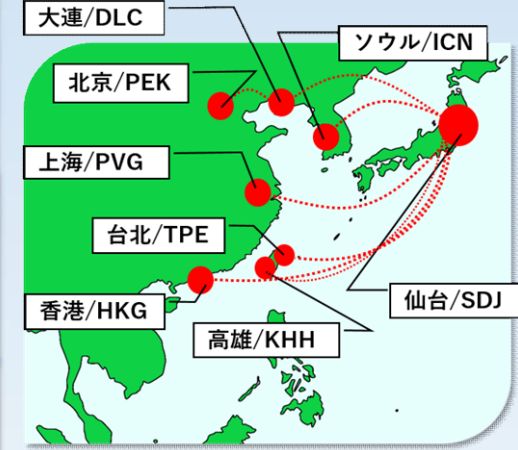 大連/DLC
ソウル/ICN
北京/PEK
上海/PVG
台北/TPE
仙台/SDJ
香港/HKG
高雄/KHH